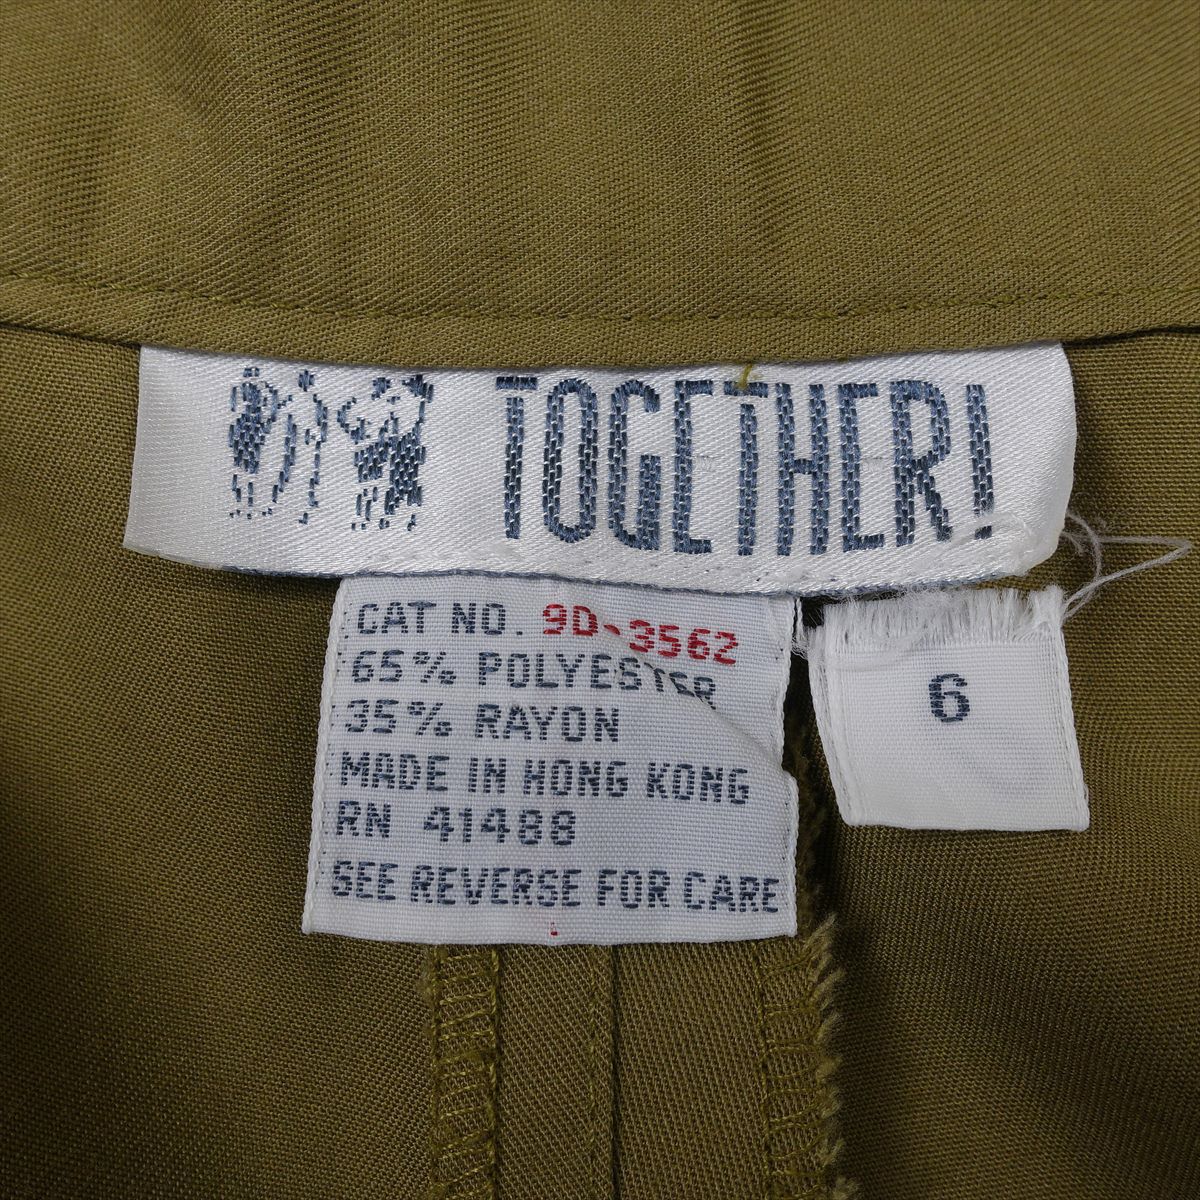 TOGETHER!
CAT NO. 9D-3562
65% POLYESTER
35% RAYON
MADE IN HONG KONG
RN 41488
SEE REVERSE FOR CARE
6